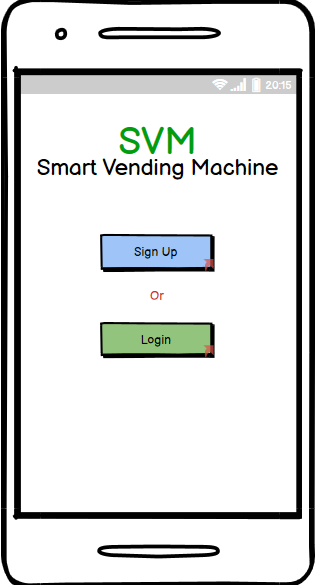 20:15
SVM
Smart Vending Machine
Sign Up
Or
Login